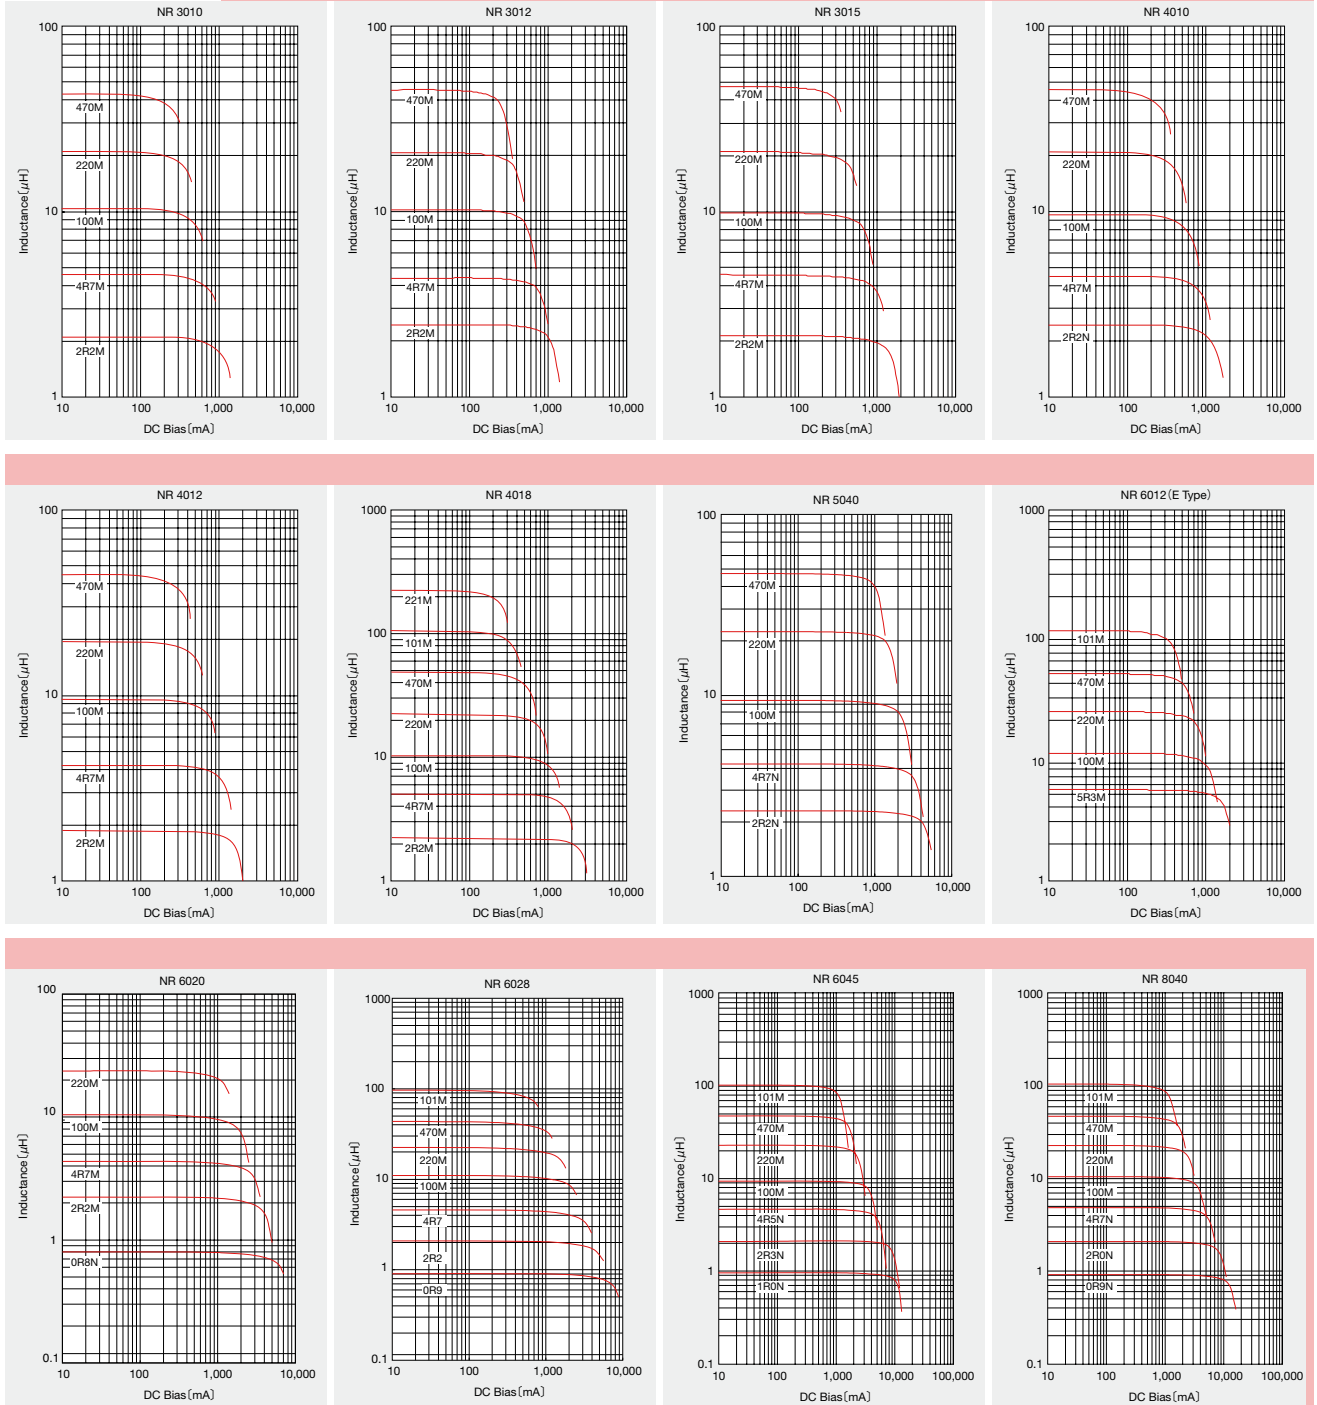 NR 3010
100
10
1
10
100
1,000
10,000
470M
220M
100M
4R7M
2R2M
Inductance〔μH〕
DC Bias〔mA〕
NR 3012
100
10
1
10
100
1,000
10,000
470M
220M
100M
4R7M
2R2M
Inductance〔μH〕
DC Bias〔mA〕
NR 3015
100
10
1
10
100
1,000
10,000
470M
220M
100M
4R7M
2R2M
Inductance〔μH〕
DC Bias〔mA〕
NR 4010
100
10
1
10
100
1,000
10,000
470M
220M
100M
4R7M
2R2N
Inductance〔μH〕
DC Bias〔mA〕
NR 4012
100
10
1
10
100
1,000
10,000
470M
220M
100M
4R7M
2R2M
Inductance〔μH〕
DC Bias〔mA〕
NR 4018
1000
100
10
1
10
100
1,000
10,000
221M
101M
470M
220M
100M
4R7M
2R2M
Inductance〔μH〕
DC Bias〔mA〕
NR 5040
100
10
1
10
100
1,000
10,000
470M
220M
100M
4R7N
2R2N
Inductance〔μH〕
DC Bias〔mA〕
NR 6012（E Type）
1000
100
10
1
10
100
1,000
10,000
101M
470M
220M
100M
5R3M
Inductance〔μH〕
DC Bias〔mA〕
NR 6020
100
10
1
0.1
10
100
1,000
10,000
220M
100M
4R7M
2R2M
0R8N
Inductance〔μH〕
DC Bias〔mA〕
NR 6028
1000
100
10
1
0.1
10
100
1,000
10,000
101M
470M
220M
100M
4R7
2R2
0R9
Inductance〔μH〕
DC Bias〔mA〕
NR 6045
1000
100
10
1
0.1
10
100
1,000
10,000
100,000
101M
470M
220M
100M
4R5N
2R3N
1R0N
Inductance〔μH〕
DC Bias〔mA〕
NR 8040
1000
100
10
1
0.1
10
100
1,000
10,000
100,000
101M
470M
220M
100M
4R7N
2R0N
0R9N
Inductance〔μH〕
DC Bias〔mA〕